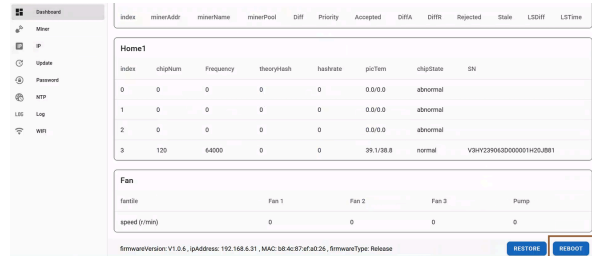 Dashboard
Miner
IP
Update
Password
NTP
LOG Log
WIFI
index minerAddr minerName minerPool Diff Priority Accepted DiffA DiffR Rejected Stale LSDiff LSTime
Home1
index chipNum Frequency theoryHash hashrate picTem chipState SN
0 0 0 0 0 0.0/0.0 abnormal
1 0 0 0 0 0.0/0.0 abnormal
2 0 0 0 0 0.0/0.0 abnormal
3 120 64000 0 0 39.1/38.8 normal V3HY239063D000001H20JB81
Fan
fantile Fan 1 Fan 2 Fan 3 Pump
speed (r/min) 0 0 0 0
firmwareVersion: V1.0.6 , ipAddress: 192.168.6.31 , MAC: b8:4c:87:ef:a0:26 , firmwareType: Release
RESTORE REBOOT